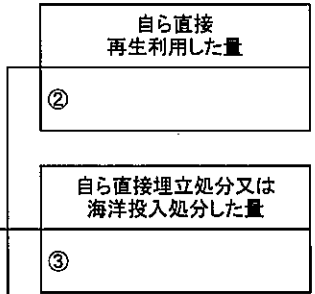 自ら直接
再生利用した量
②
自ら直接埋立処分又は
海洋投入処分した量
③